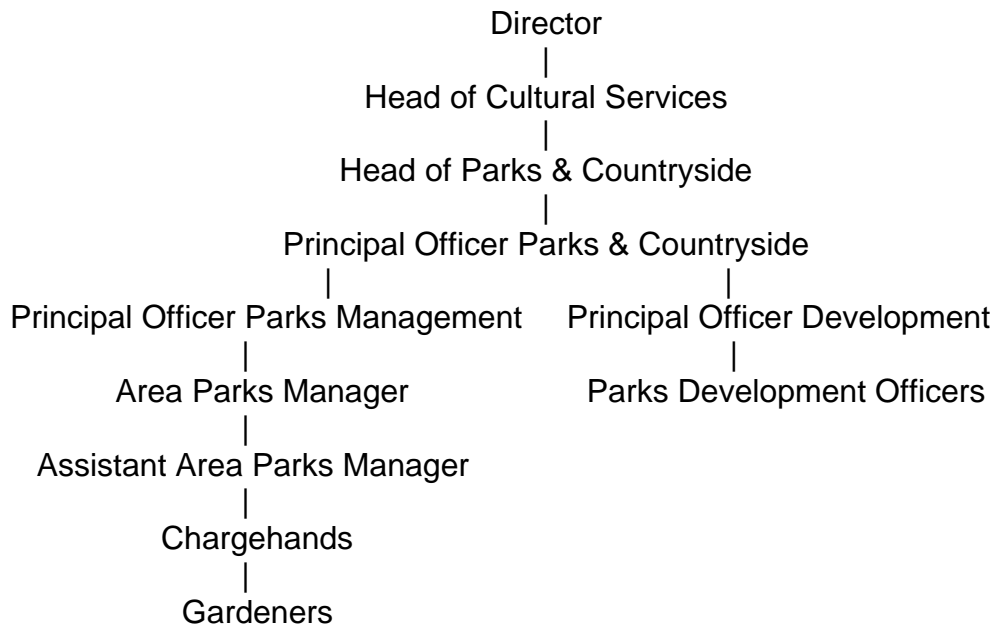 Director
Head of Cultural Services
Head of Parks & Countryside
Principal Officer Parks & Countryside
Principal Officer Parks Management
Principal Officer Development
Area Parks Manager
Parks Development Officers
Assistant Area Parks Manager
Chargehands
Gardeners